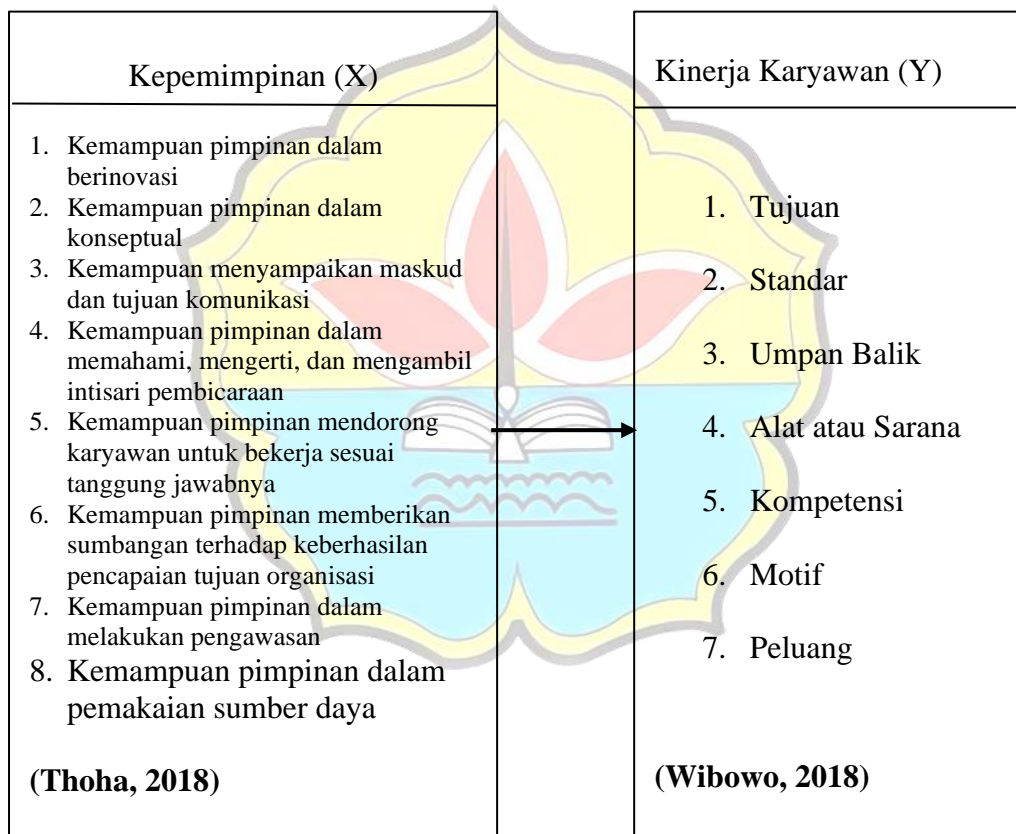 Kepemimpinan (X)
1. Kemampuan pimpinan dalam
berinovasi
2. Kemampuan pimpinan dalam
konseptual
3. Kemampuan menyampaikan maskud
dan tujuan komunikasi
4. Kemampuan pimpinan dalam
memahami, mengerti, dan mengambil
intisari pembicaraan
5. Kemampuan pimpinan mendorong
karyawan untuk bekerja sesuai
tanggung jawabnya
6. Kemampuan pimpinan memberikan
sumbangan terhadap keberhasilan
pencapaian tujuan organisasi
7. Kemampuan pimpinan dalam
melakukan pengawasan
8. Kemampuan pimpinan dalam
pemakaian sumber daya
(Thoha, 2018)
Kinerja Karyawan (Y)
1. Tujuan
2. Standar
3. Umpan Balik
4. Alat atau Sarana
5. Kompetensi
6. Motif
7. Peluang
(Wibowo, 2018)